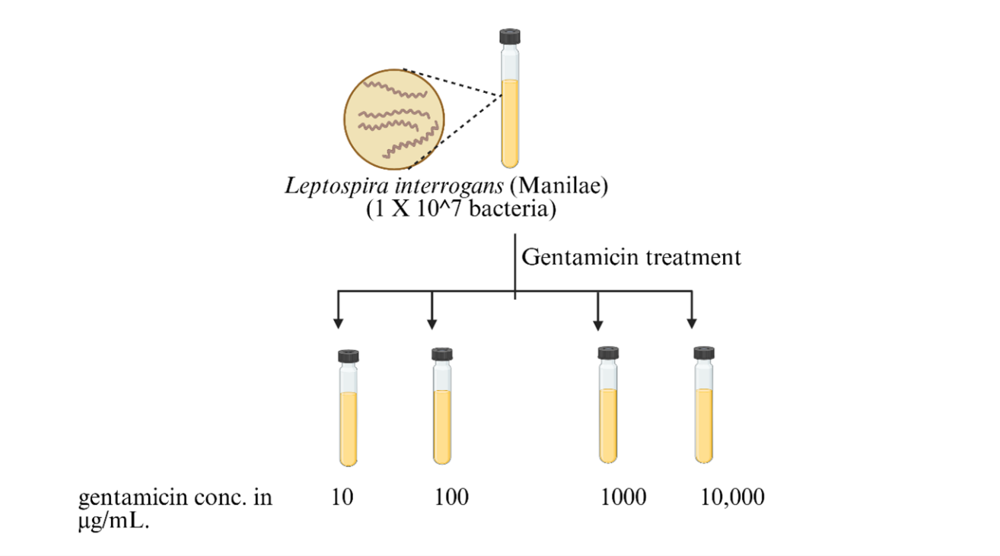 Leptospira interrogans (Manilae)
(1 X 10^7 bacteria)
Gentamicin treatment
gentamicin conc. in 10 100 1000 10,000
µg/mL.